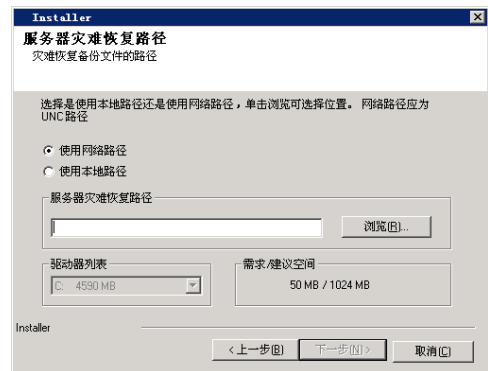 Installer
服务器灾难恢复路径
灾难恢复备份文件的路径
选择是使用本地路径还是使用网络路径，单击浏览可选择位置。 网络路径应为
UNC 路径
使用网络路径
使用本地路径
服务器灾难恢复路径
浏览(R)...
驱动器列表
C: 4590 MB
需求/建议空间
50 MB / 1024 MB
Installer
<上一步(B)
下一步(N)>
取消(C)